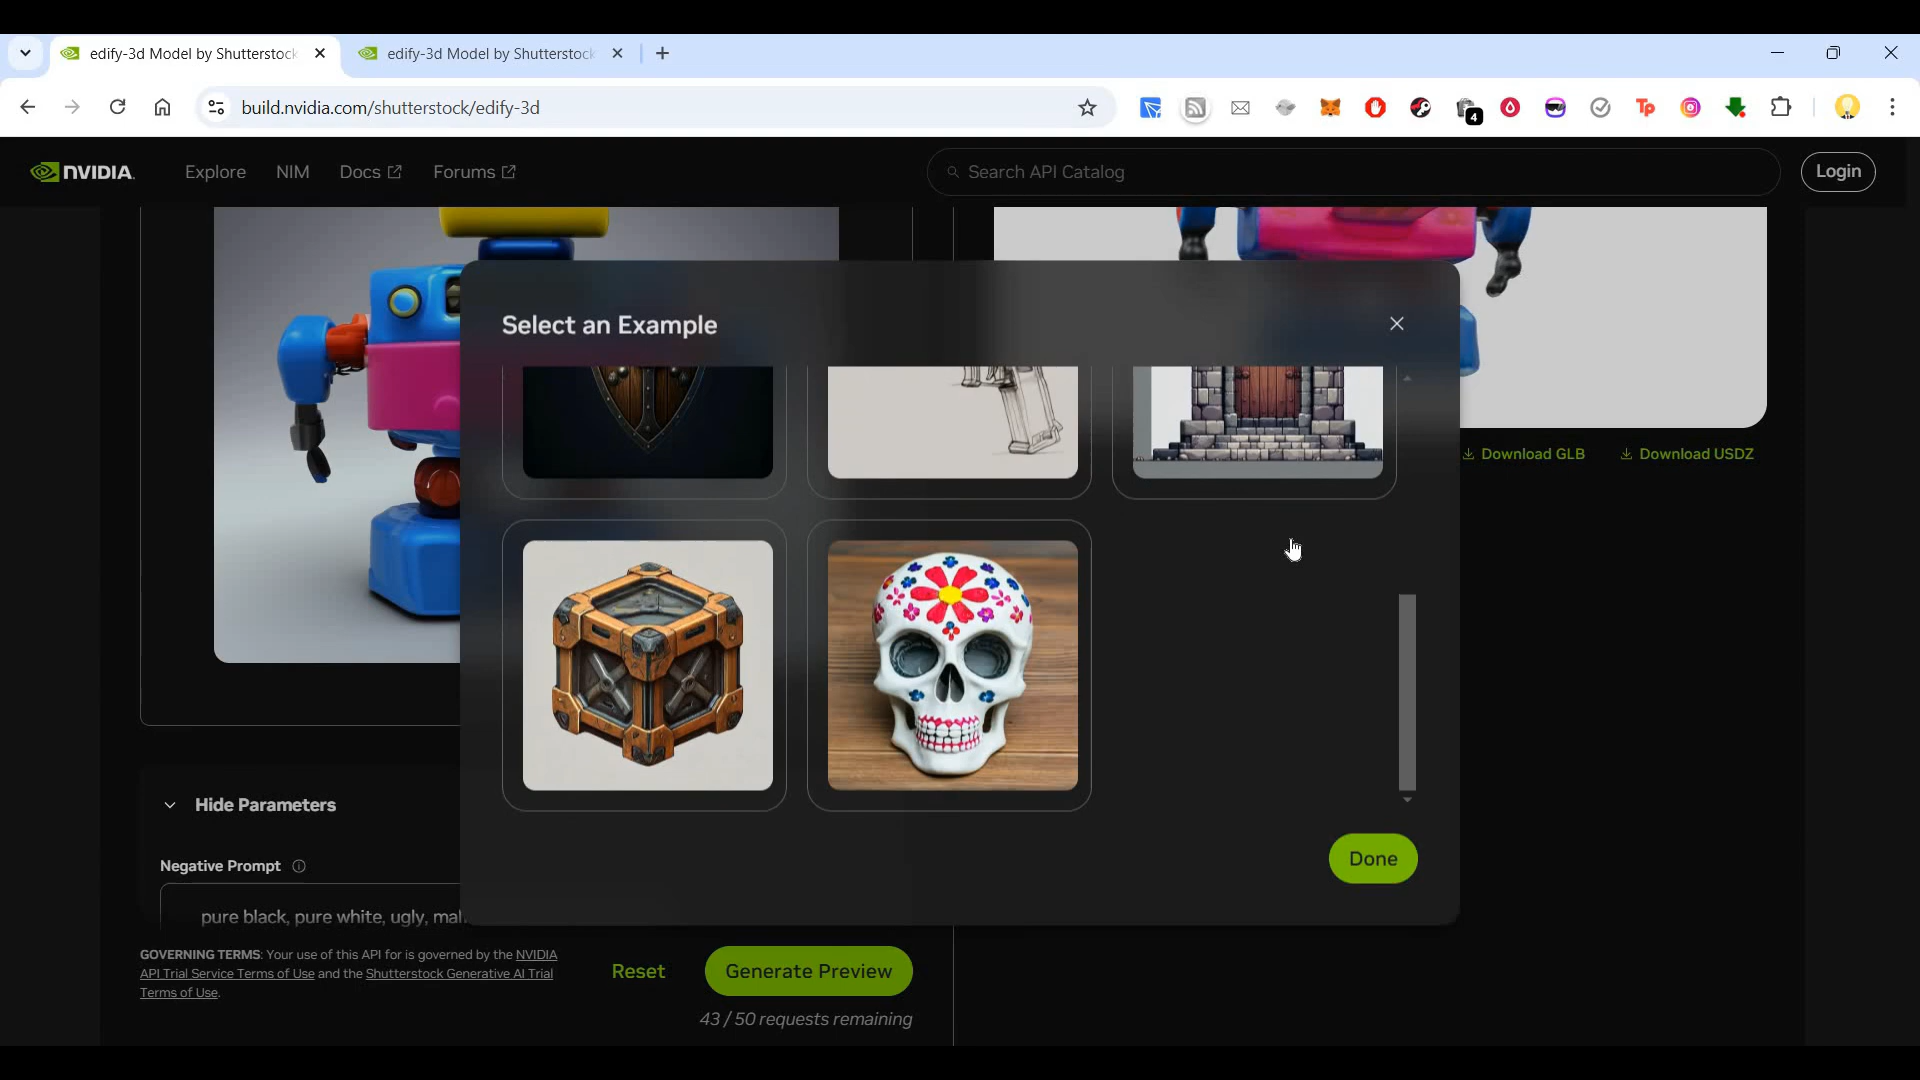 edify-3d Model by Shutterstock
edify-3d Model by Shutterstock
build.nvidia.com/shutterstock/edify-3d
4
TP
NVIDIA.
Explore
NIM
Docs
Forums
Search API Catalog
Login
Select an Example
Download GLB
Download USDZ
Done
Hide Parameters
Negative Prompt
pure black, pure white, ugly, mal
GOVERNING TERMS: Your use of this API for is governed by the NVIDIA
API Trial Service Terms of Use and the Shutterstock Generative AI Trial
Terms of Use.
Reset
Generate Preview
43 / 50 requests remaining